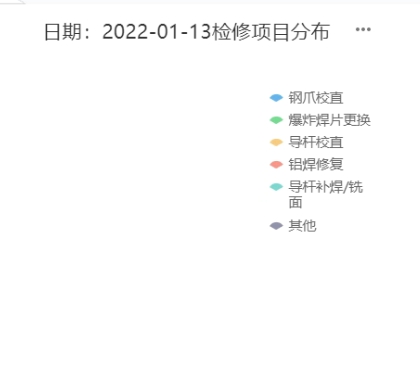 日期：2022-01-13检修项目分布
钢爪校直
爆炸焊片更换
导杆校直
铝焊修复
导杆补焊/铣
面
其他